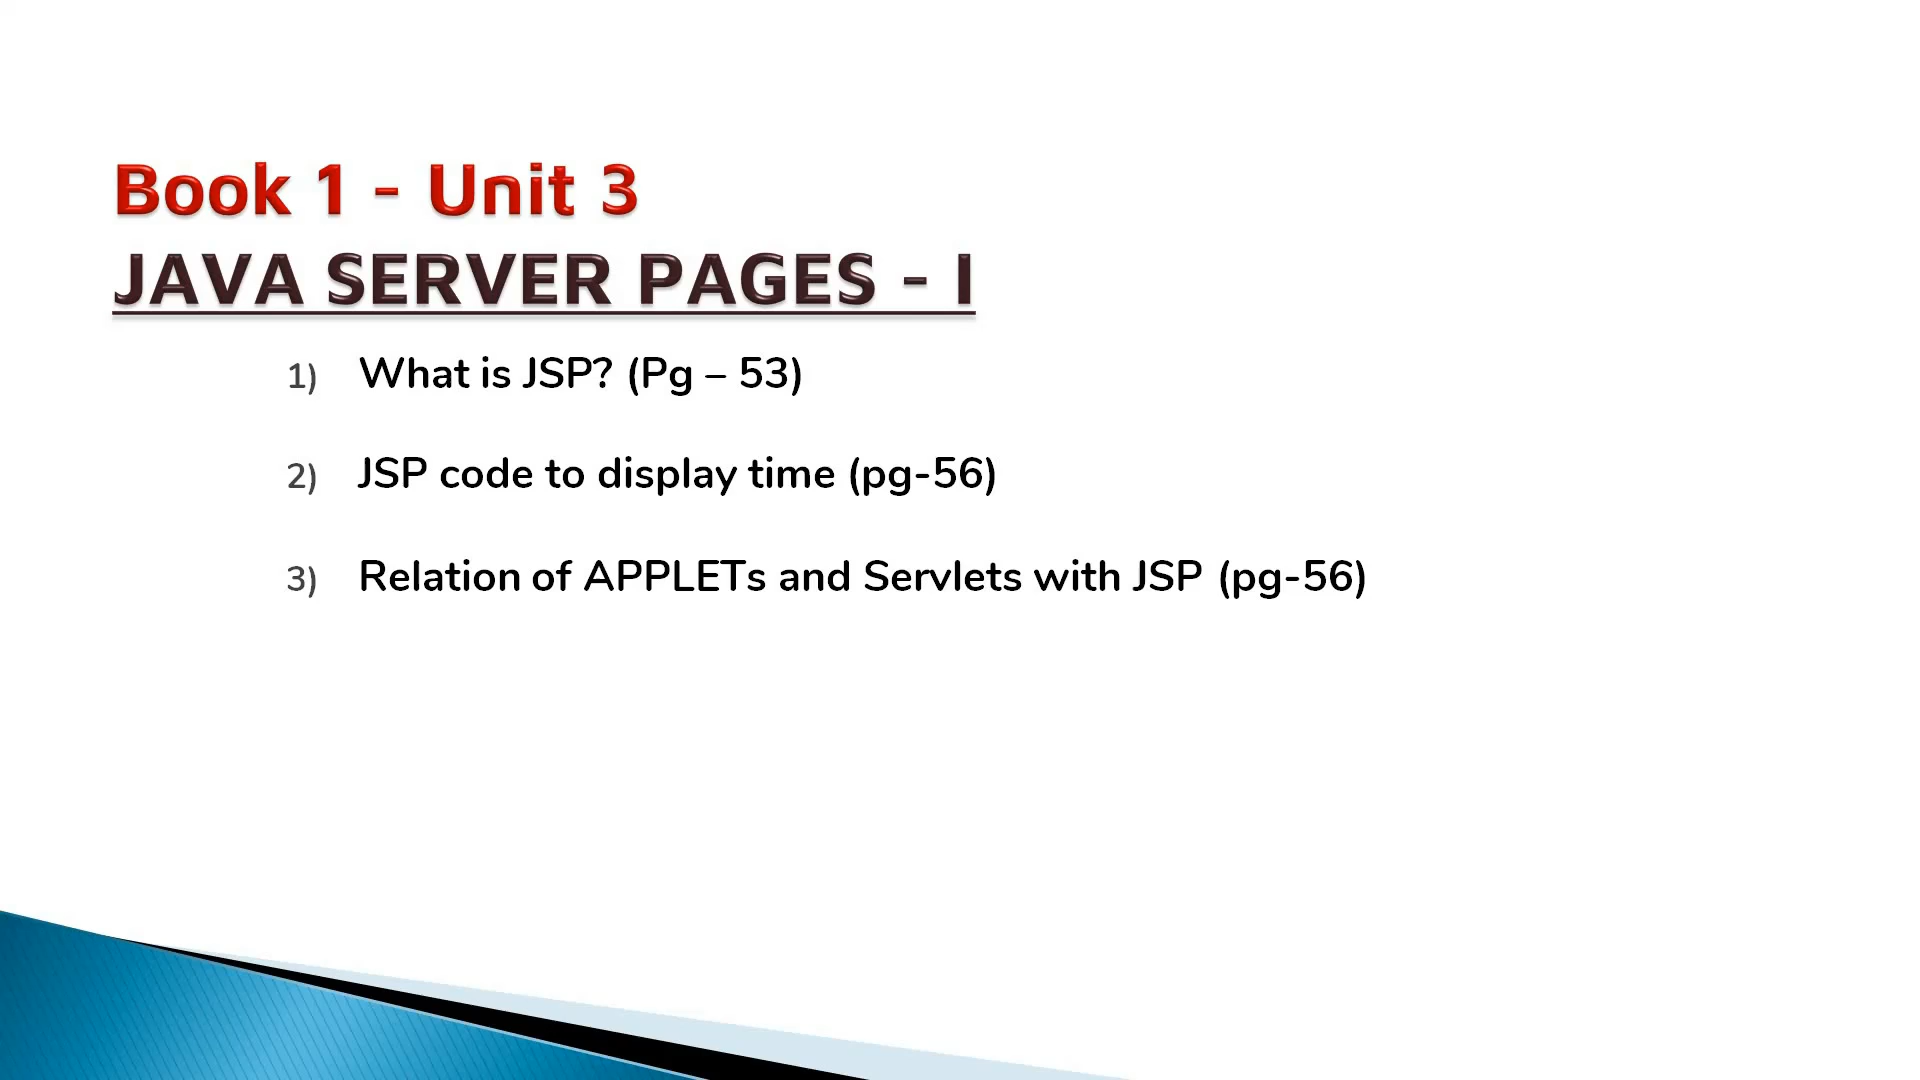 Book 1 - Unit 3
JAVA SERVER PAGES - I
1) What is JSP? (Pg – 53)
2) JSP code to display time (pg-56)
3) Relation of APPLETs and Servlets with JSP (pg-56)